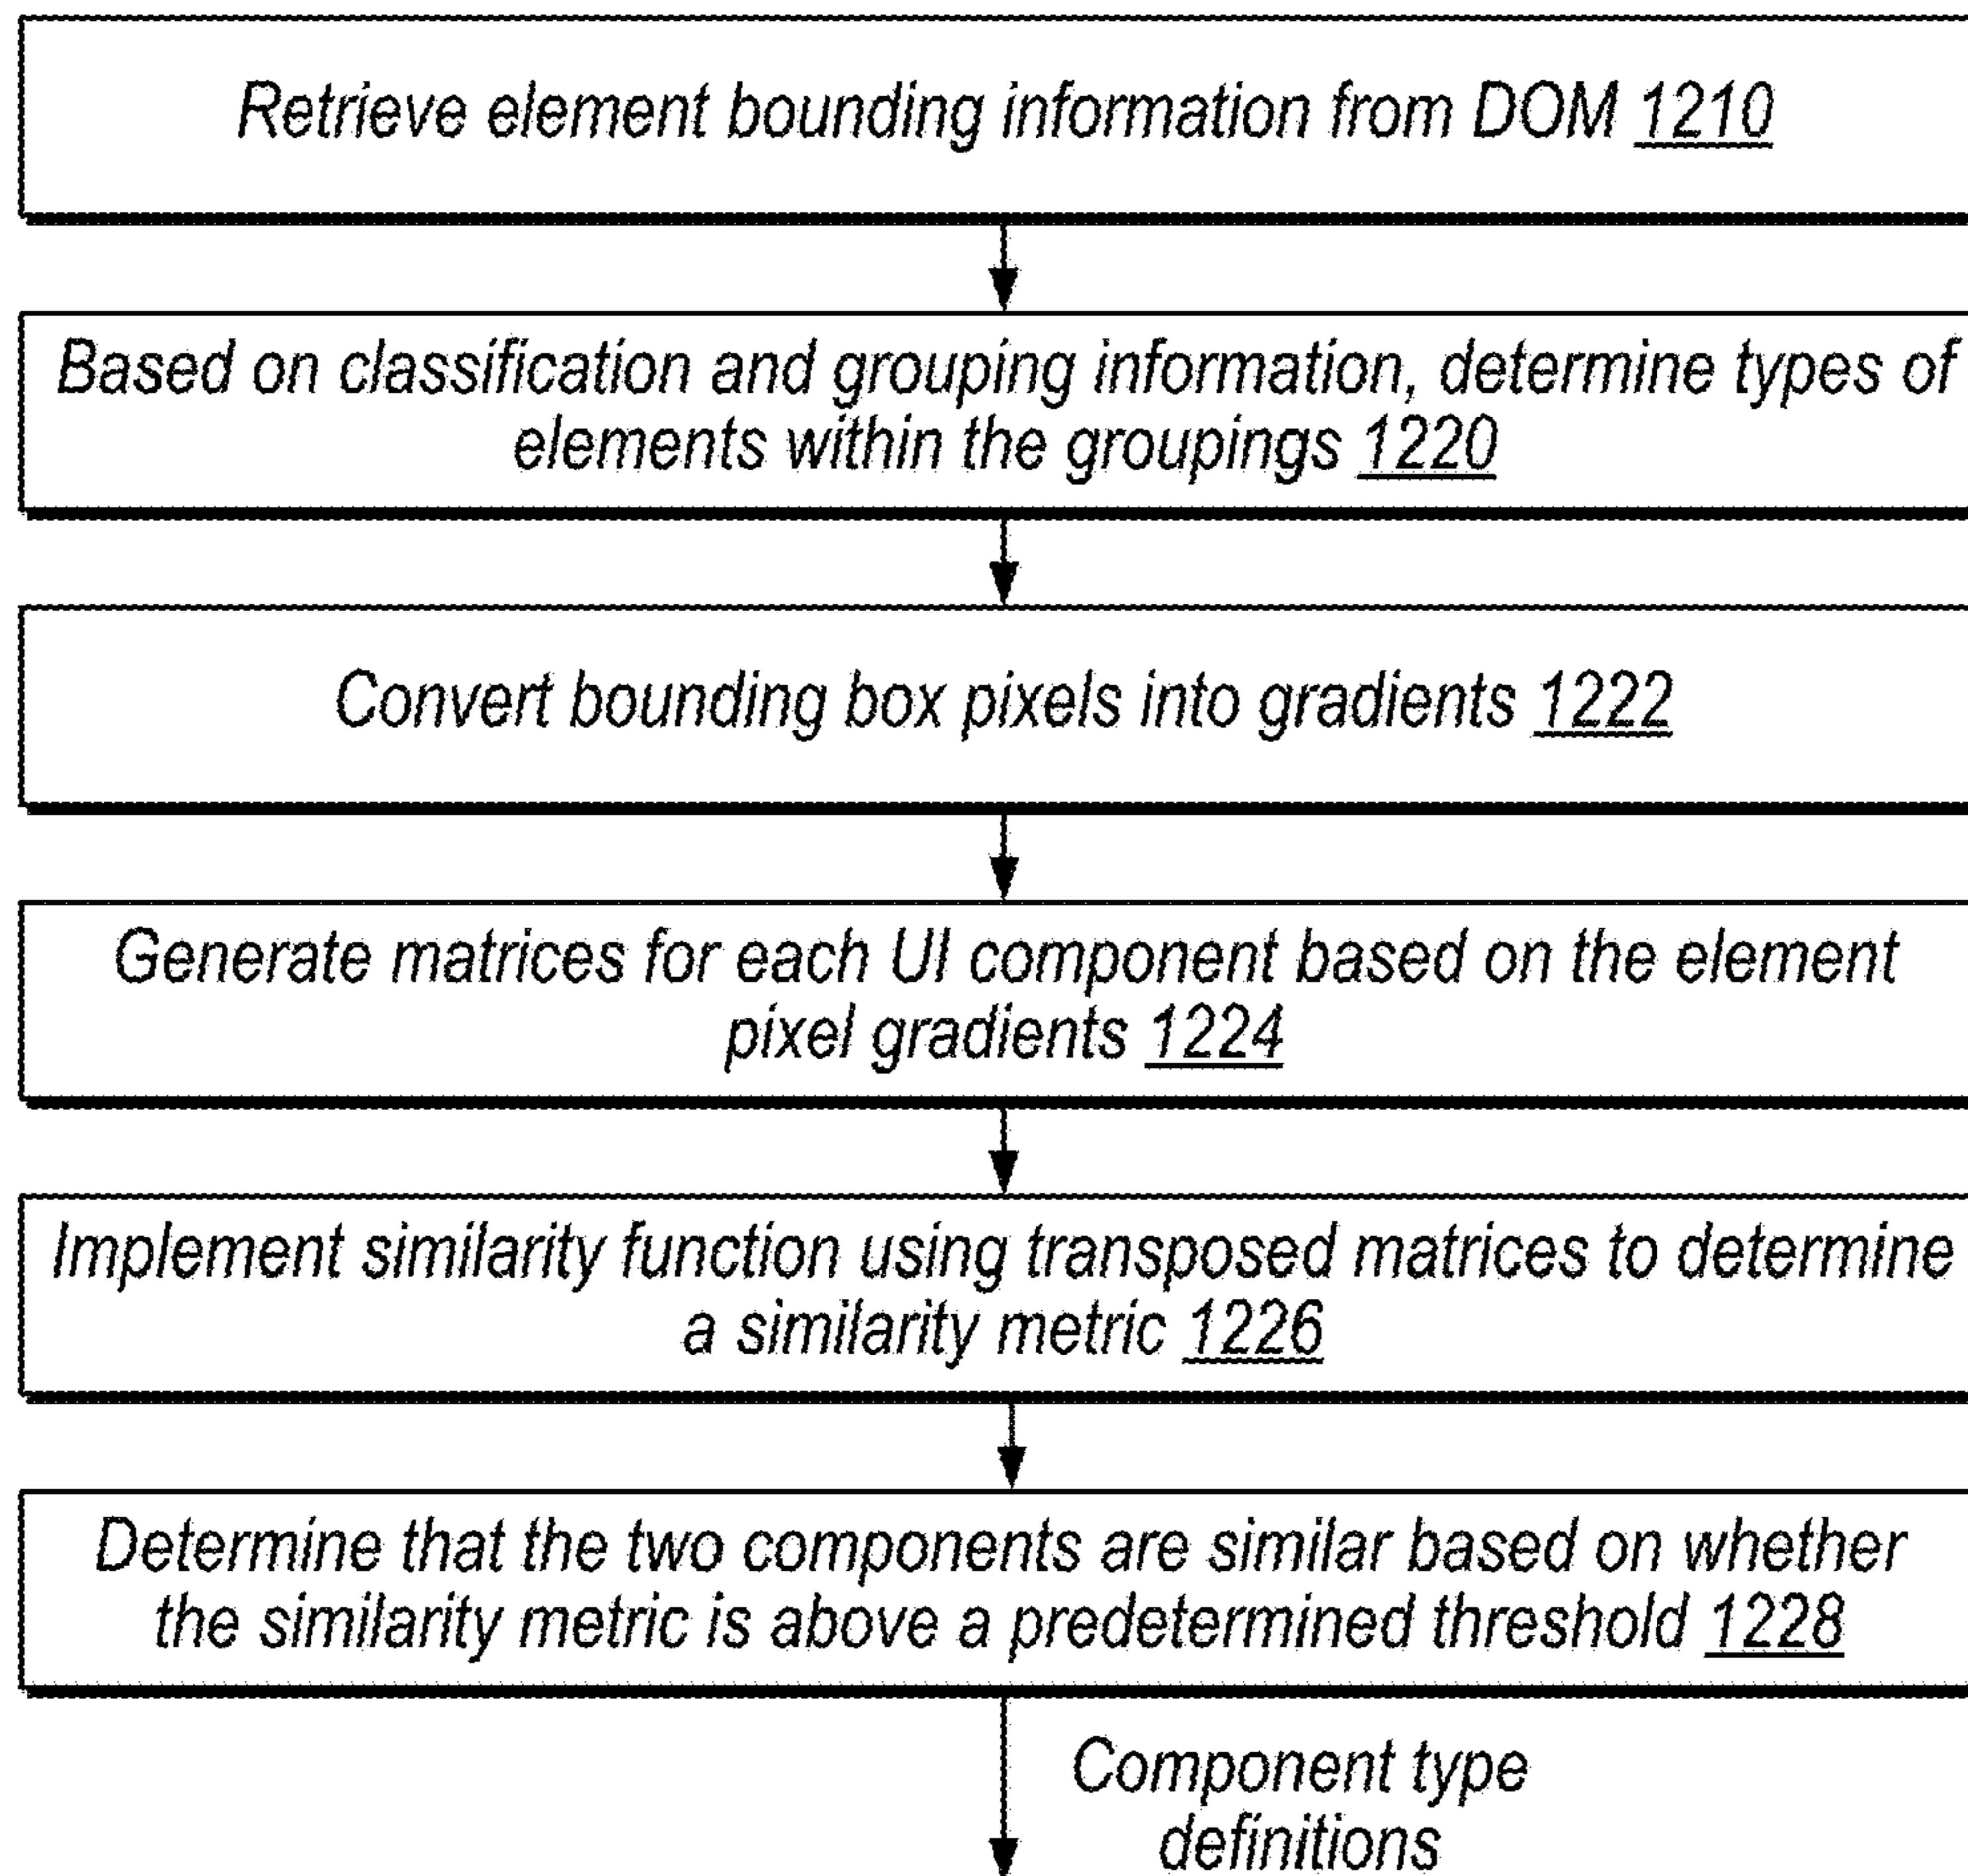 Retrieve element bounding information from DOM 1210
Based on classification and grouping information, determine types of
elements within the groupings 1220
Convert bounding box pixels into gradients 1222
Generate matrices for each UI component based on the element
pixel gradients 1224
Implement similarity function using transposed matrices to determine
a similarity metric 1226
Determine that the two components are similar based on whether
the similarity metric is above a predetermined threshold 1228
Component type
definitions